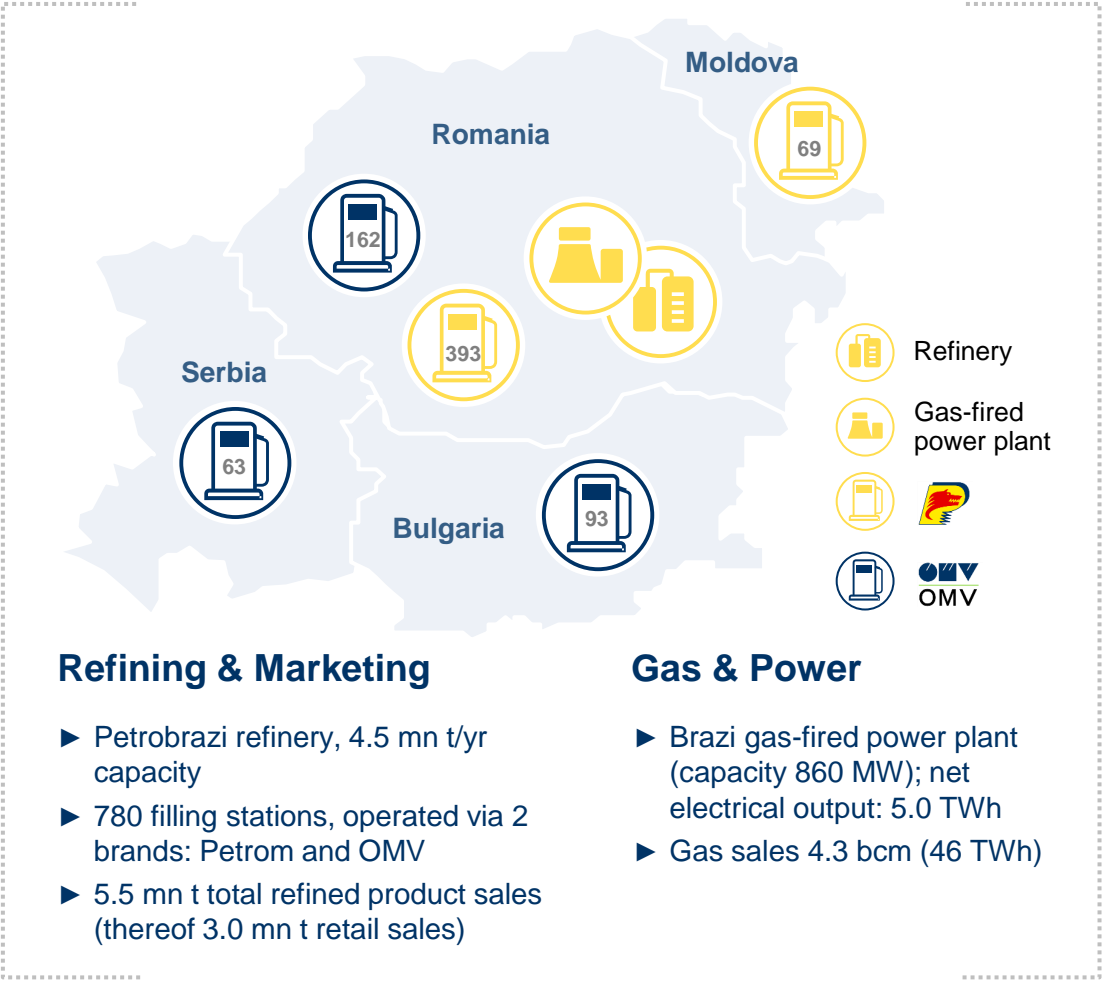 Moldova
69
Romania
162
393
Serbia
63
Bulgaria
93
Refinery
Gas-fired
power plant
OMV
OMV
Refining & Marketing
► Petrobrazi refinery, 4.5 mn t/yr
capacity
► 780 filling stations, operated via 2
brands: Petrom and OMV
► 5.5 mn t total refined product sales
(thereof 3.0 mn t retail sales)
Gas & Power
► Brazi gas-fired power plant
(capacity 860 MW); net
electrical output: 5.0 TWh
► Gas sales 4.3 bcm (46 TWh)